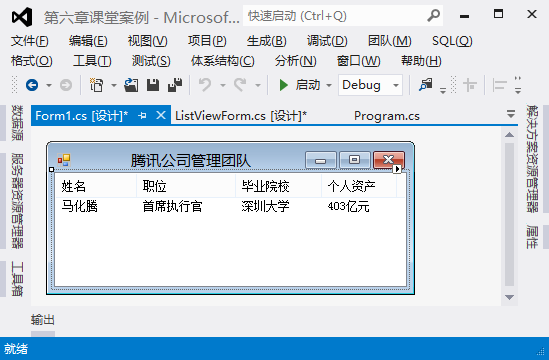 第六章课堂案例 - Microsof...
快速启动 (Ctrl+Q)
文件(F) 编辑(E) 视图(V) 项目(P) 生成(B) 调试(D) 团队(M) SQL(Q)
格式(O) 工具(T) 测试(S) 体系结构(C) 分析(N) 窗口(W) 帮助(H)
启动 Debug
Form1.cs [设计]* ListViewForm.cs [设计]* Program.cs
数据源
服务器资源管理器
工具箱
腾讯公司管理团队
姓名 职位 毕业院校 个人资产
马化腾 首席执行官 深圳大学 403亿元
解决方案资源管理器
属性
输出
就绪